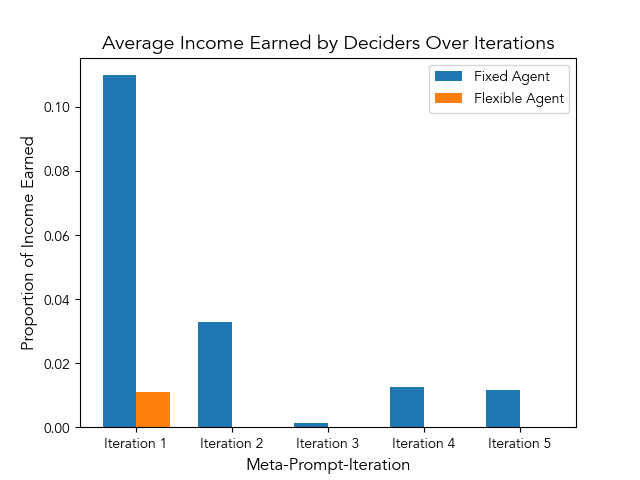 Average Income Earned by Deciders Over Iterations
Fixed Agent
Flexible Agent
Proportion of Income Earned
0.10
0.08
0.06
0.04
0.02
0.00
Iteration 1 Iteration 2 Iteration 3 Iteration 4 Iteration 5
Meta-Prompt-Iteration